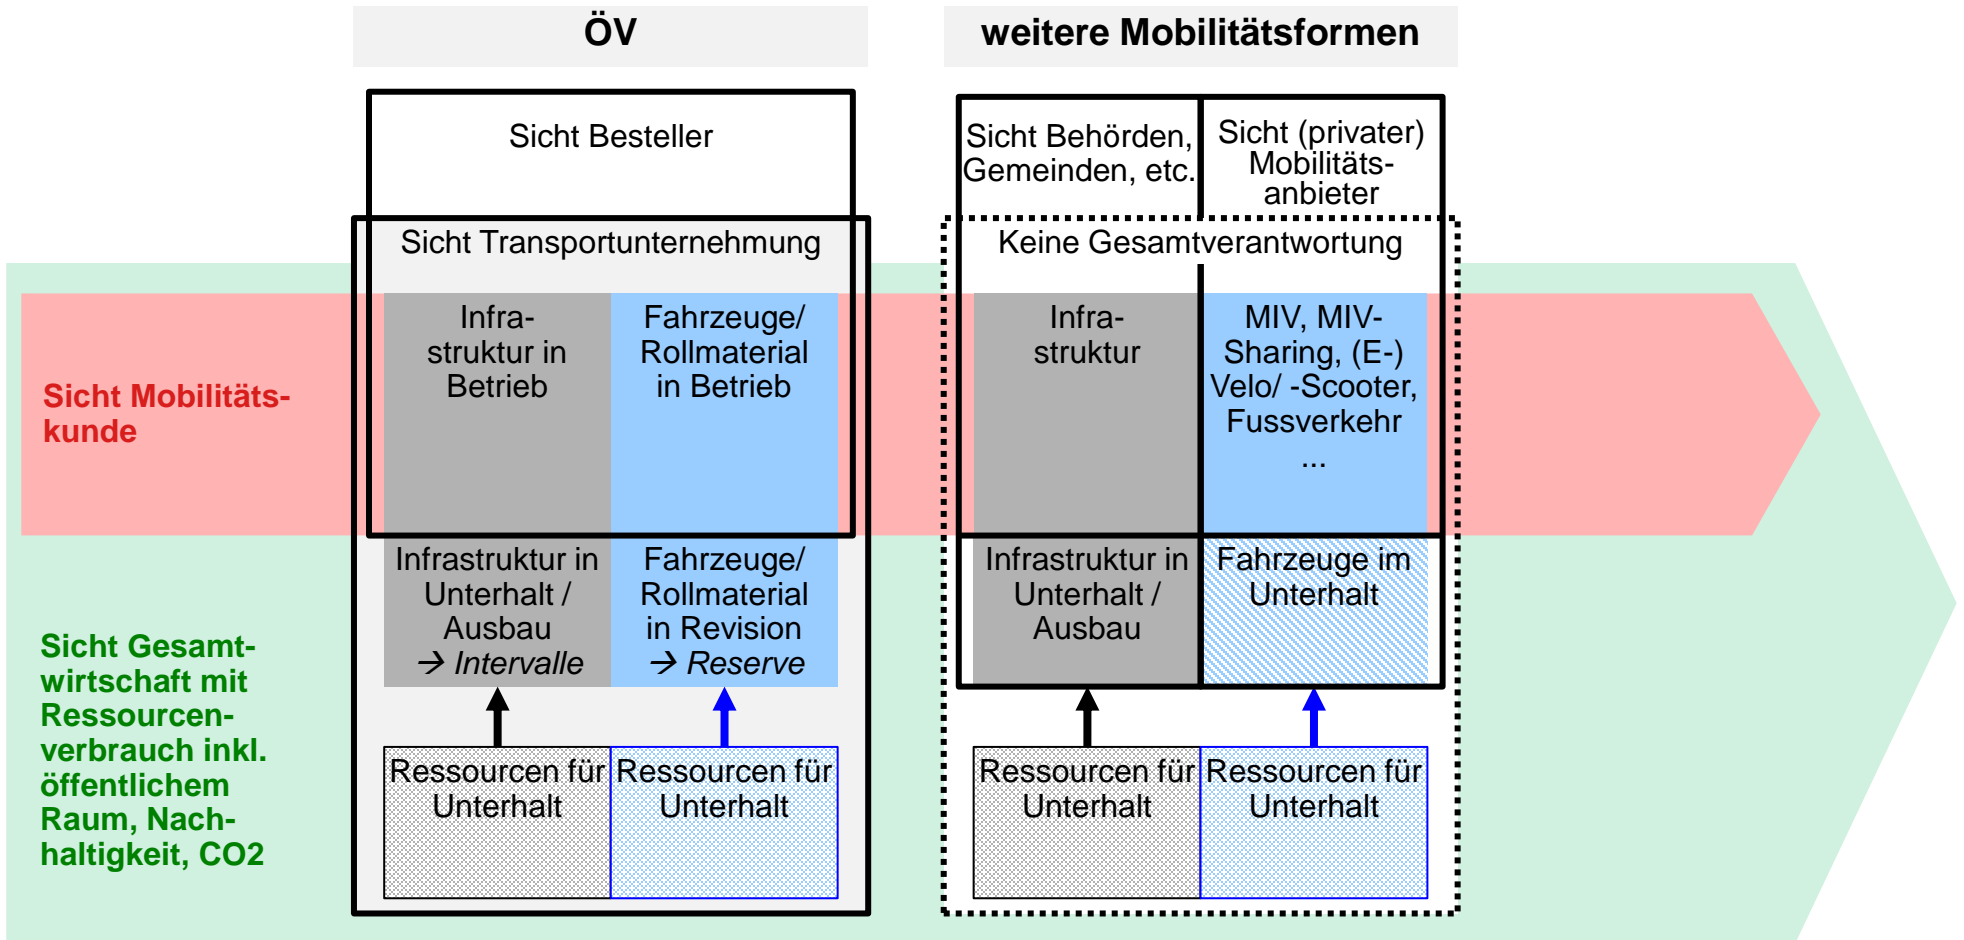 ÖV
weitere Mobilitätsformen
Sicht Besteller
Sicht Behörden,
Gemeinden, etc.
Sicht (privater)
Mobilitäts-
anbieter
Sicht Transportunternehmung
Keine Gesamtverantwortung
Sicht Mobilitäts-
kunde
Infra-
struktur in
Betrieb
Fahrzeuge/
Rollmaterial
in Betrieb
Infra-
struktur
MIV, MIV-
Sharing, (E-)
Velo/ -Scooter,
Fussverkehr
...
Sicht Gesamt-
wirtschaft mit
Ressourcen-
verbrauch inkl.
öffentlichem
Raum, Nach-
haltigkeit, CO2
Infrastruktur in
Unterhalt /
Ausbau
→ Intervalle
Fahrzeuge/
Rollmaterial
in Revision
→ Reserve
Infrastruktur in
Unterhalt /
Ausbau
Fahrzeuge im
Unterhalt
Ressourcen für
Unterhalt
Ressourcen für
Unterhalt
Ressourcen für
Unterhalt
Ressourcen für
Unterhalt